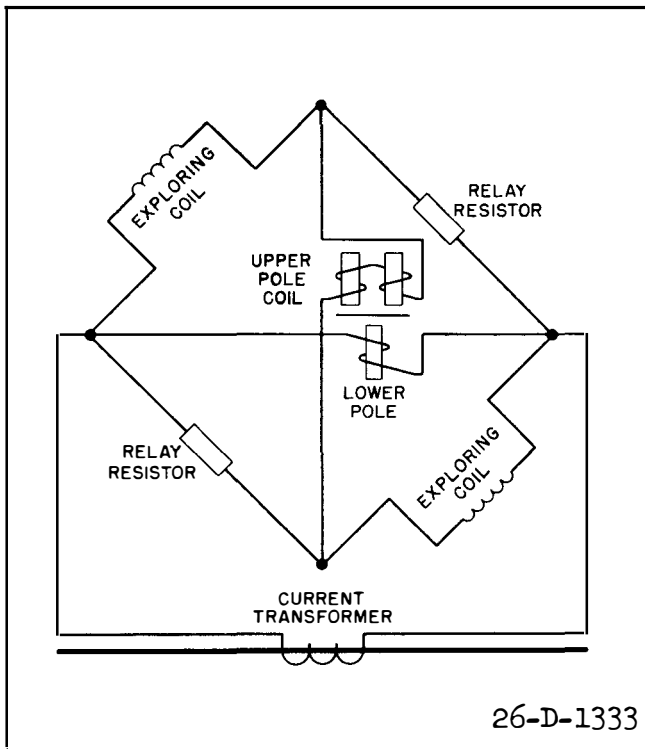 EXPLORING
COIL
RELAY
RESISTOR
UPPER
POLE
COIL
LOWER
POLE
RELAY
RESISTOR
EXPLORING
COIL
CURRENT
TRANSFORMER
26-D-1333